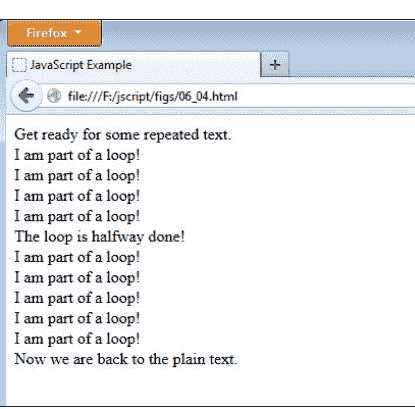 Firefox
JavaScript Example
+
file:///F:/jscript/figs/06_04.html
Get ready for some repeated text.
I am part of a loop!
I am part of a loop!
I am part of a loop!
I am part of a loop!
The loop is halfway done!
I am part of a loop!
I am part of a loop!
I am part of a loop!
I am part of a loop!
I am part of a loop!
Now we are back to the plain text.